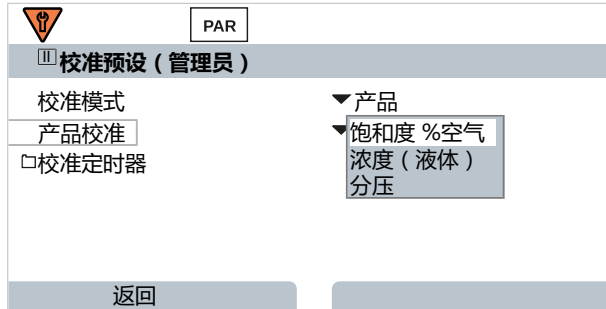 PAR
II 校准预设（管理员）
校准模式 产品
产品校准 饱和度 %空气
浓度（液体）
校准定时器
分压
返回